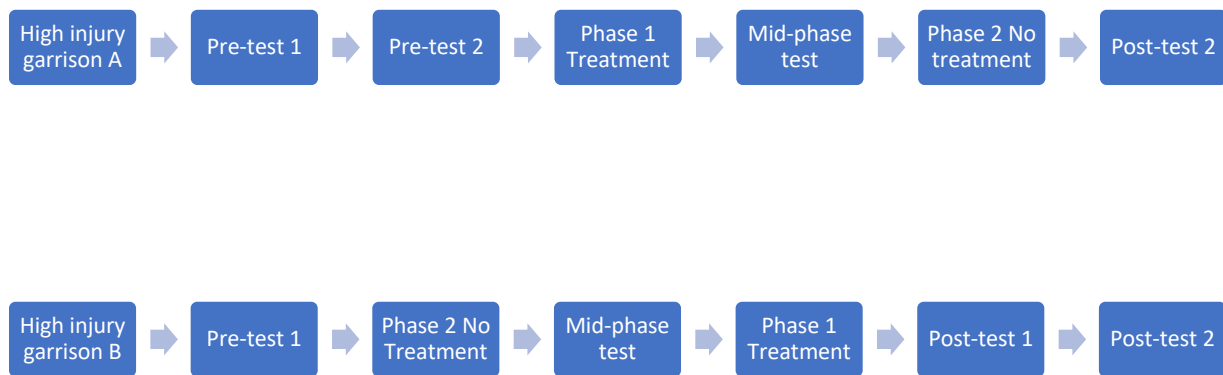 High injury
garrison A
Pre-test 1
Pre-test 2
Phase 1
Treatment
Mid-phase
test
Phase 2 No
treatment
Post-test 2
High injury
garrison B
Pre-test 1
Phase 2 No
Treatment
Mid-phase
test
Phase 1
Treatment
Post-test 1
Post-test 2